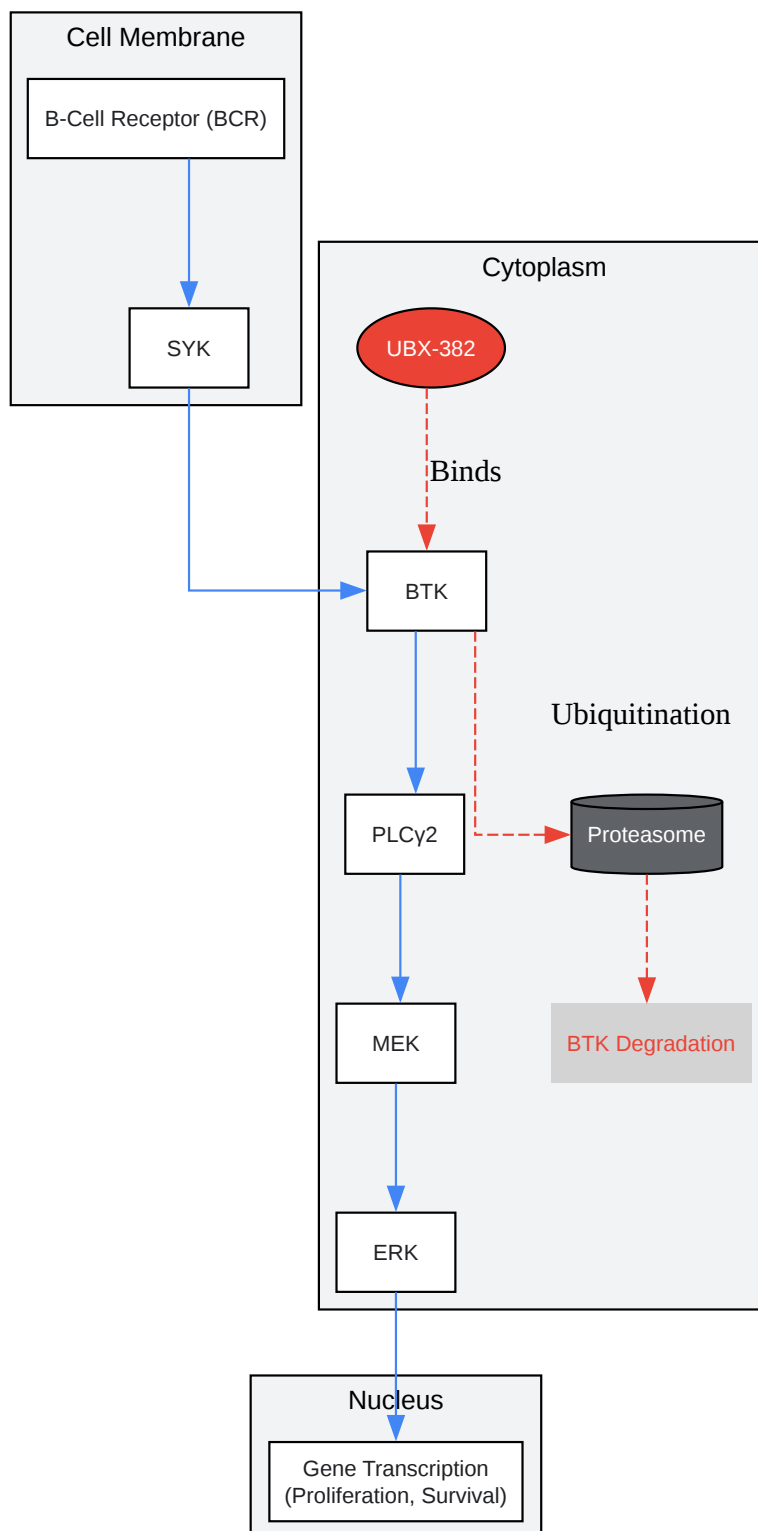 Cell Membrane
B-Cell Receptor (BCR)
SYK
Cytoplasm
UBX-382
Binds
BTK
Ubiquitination
PLCγ2
Proteasome
MEK
BTK Degradation
ERK
Nucleus
Gene Transcription
(Proliferation, Survival)